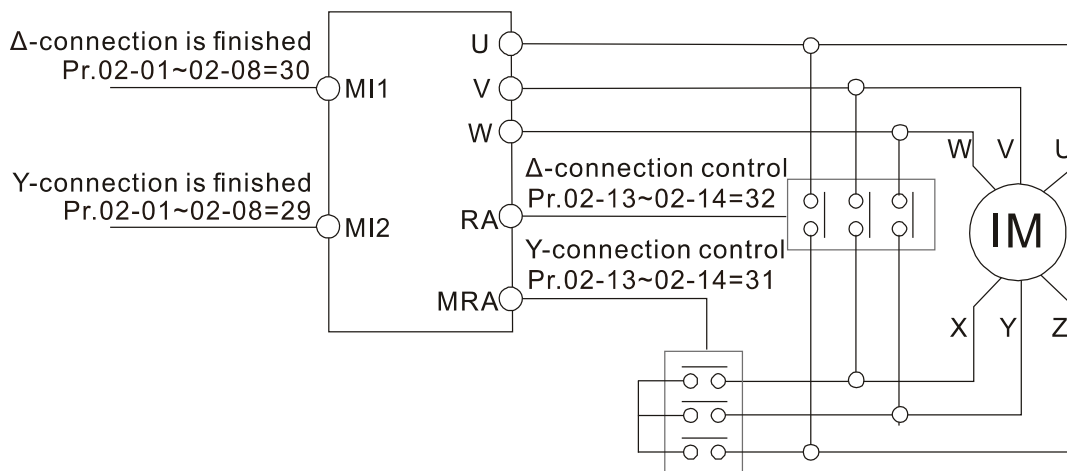 Δ-connection is finished
Pr.02-01~02-08=30
MI1
Y-connection is finished
Pr.02-01~02-08=29
MI2
U
V
W
RA
MRA
Δ-connection control
Pr.02-13~02-14=32
Y-connection control
Pr.02-13~02-14=31
W V U
IM
X Y Z